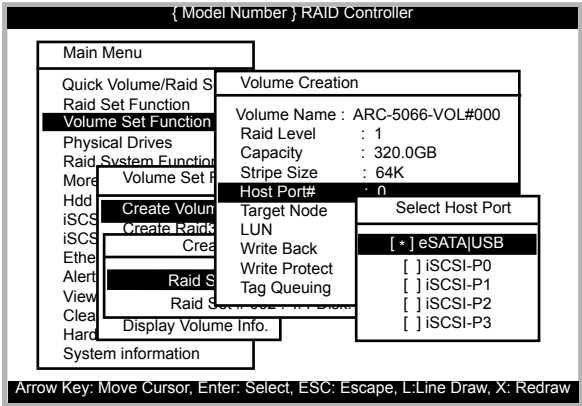 { Model Number } RAID Controller
Main Menu
Quick Volume/Raid S
Raid Set Function
Volume Set Function
Physical Drives
Raid System Function
More
Hdd
iSCS
iSCS
Ethe
Alert
View
Clea
Hard
System information
Volume Set F
Create Volum
Create Raid3
Display Volume Info.
Crea
Raid S
Raid Set #
Volume Creation
Volume Name : ARC-5066-VOL#000
Raid Level : 1
Capacity : 320.0GB
Stripe Size : 64K
Host Port# : 0
Target Node
LUN
Write Back
Write Protect
Tag Queuing
Select Host Port
[ * ] eSATA|USB
[ ] iSCSI-P0
[ ] iSCSI-P1
[ ] iSCSI-P2
[ ] iSCSI-P3
Arrow Key: Move Cursor, Enter: Select, ESC: Escape, L:Line Draw, X: Redraw